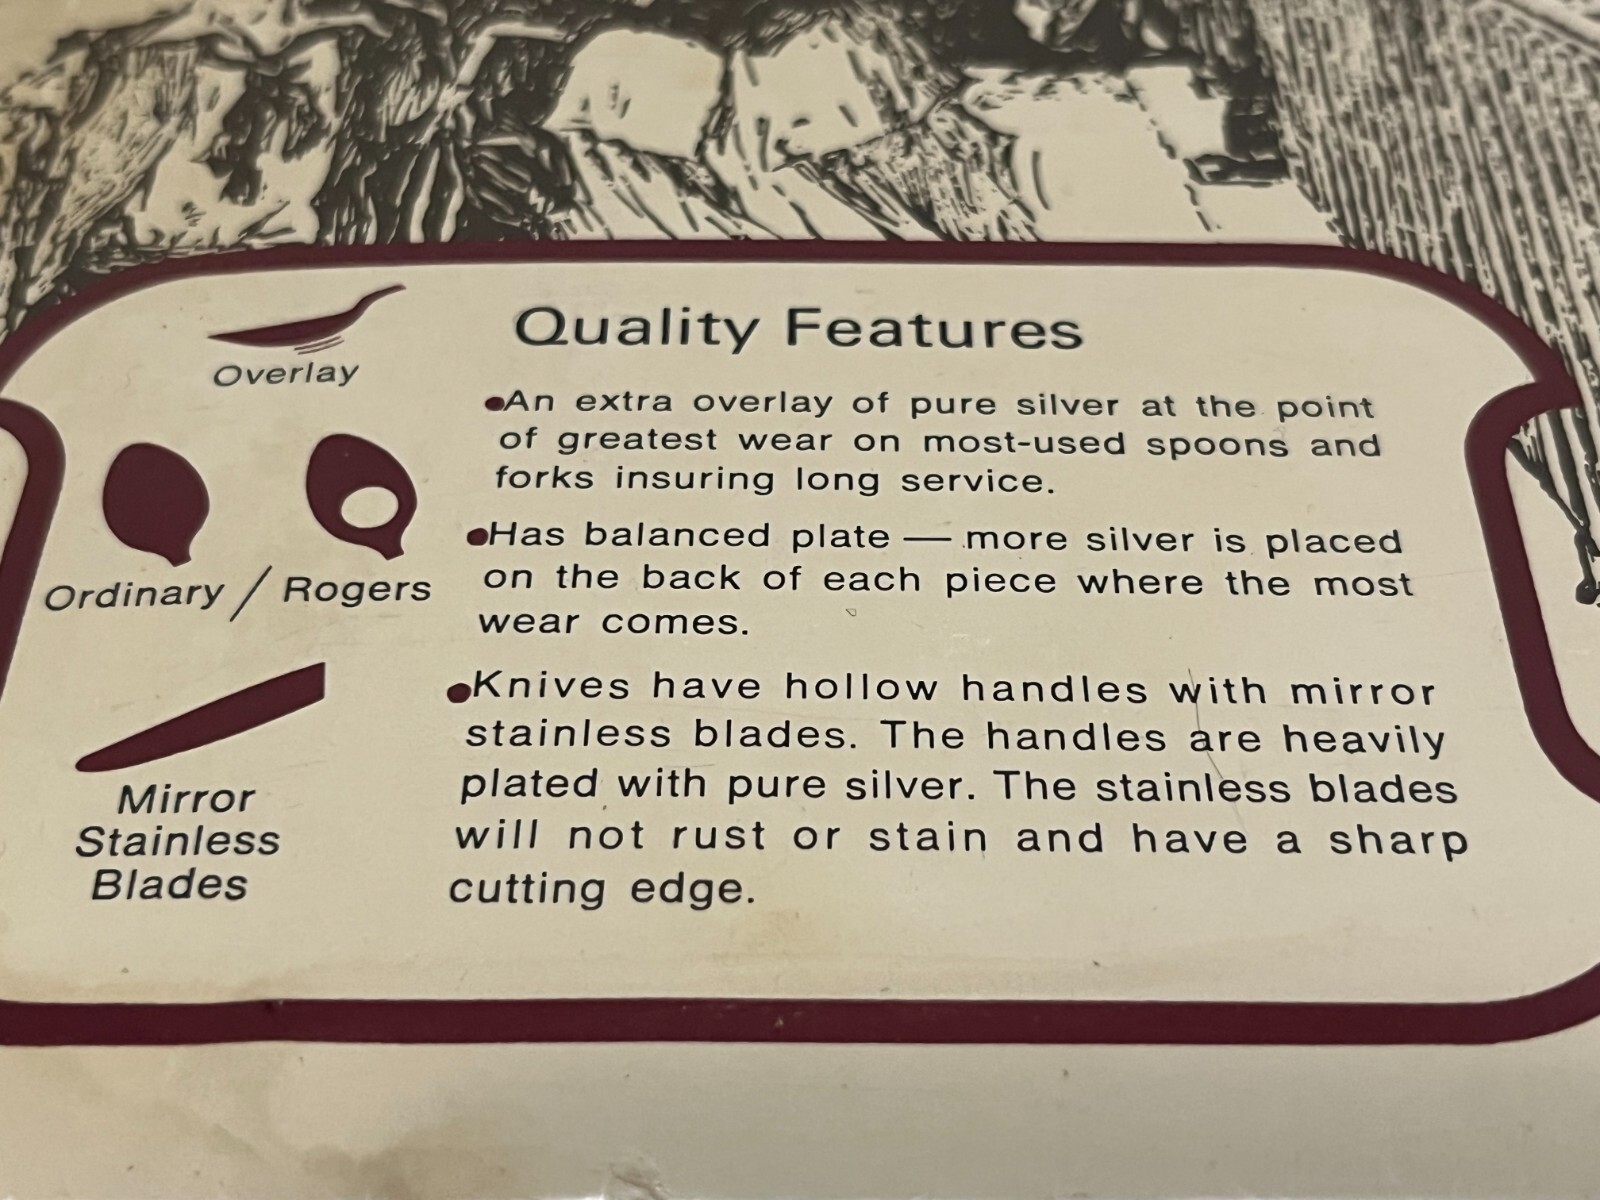 Quality Features
Overlay
•An extra overlay of pure silver at the point
of greatest wear on most-used spoons and
forks insuring long service.
Ordinary / Rogers
•Has balanced plate — more silver is placed
on the back of each piece where the most
wear comes.
Mirror
Stainless
Blades
•Knives have hollow handles with mirror
stainless blades. The handles are heavily
plated with pure silver. The stainless blades
will not rust or stain and have a sharp
cutting edge.